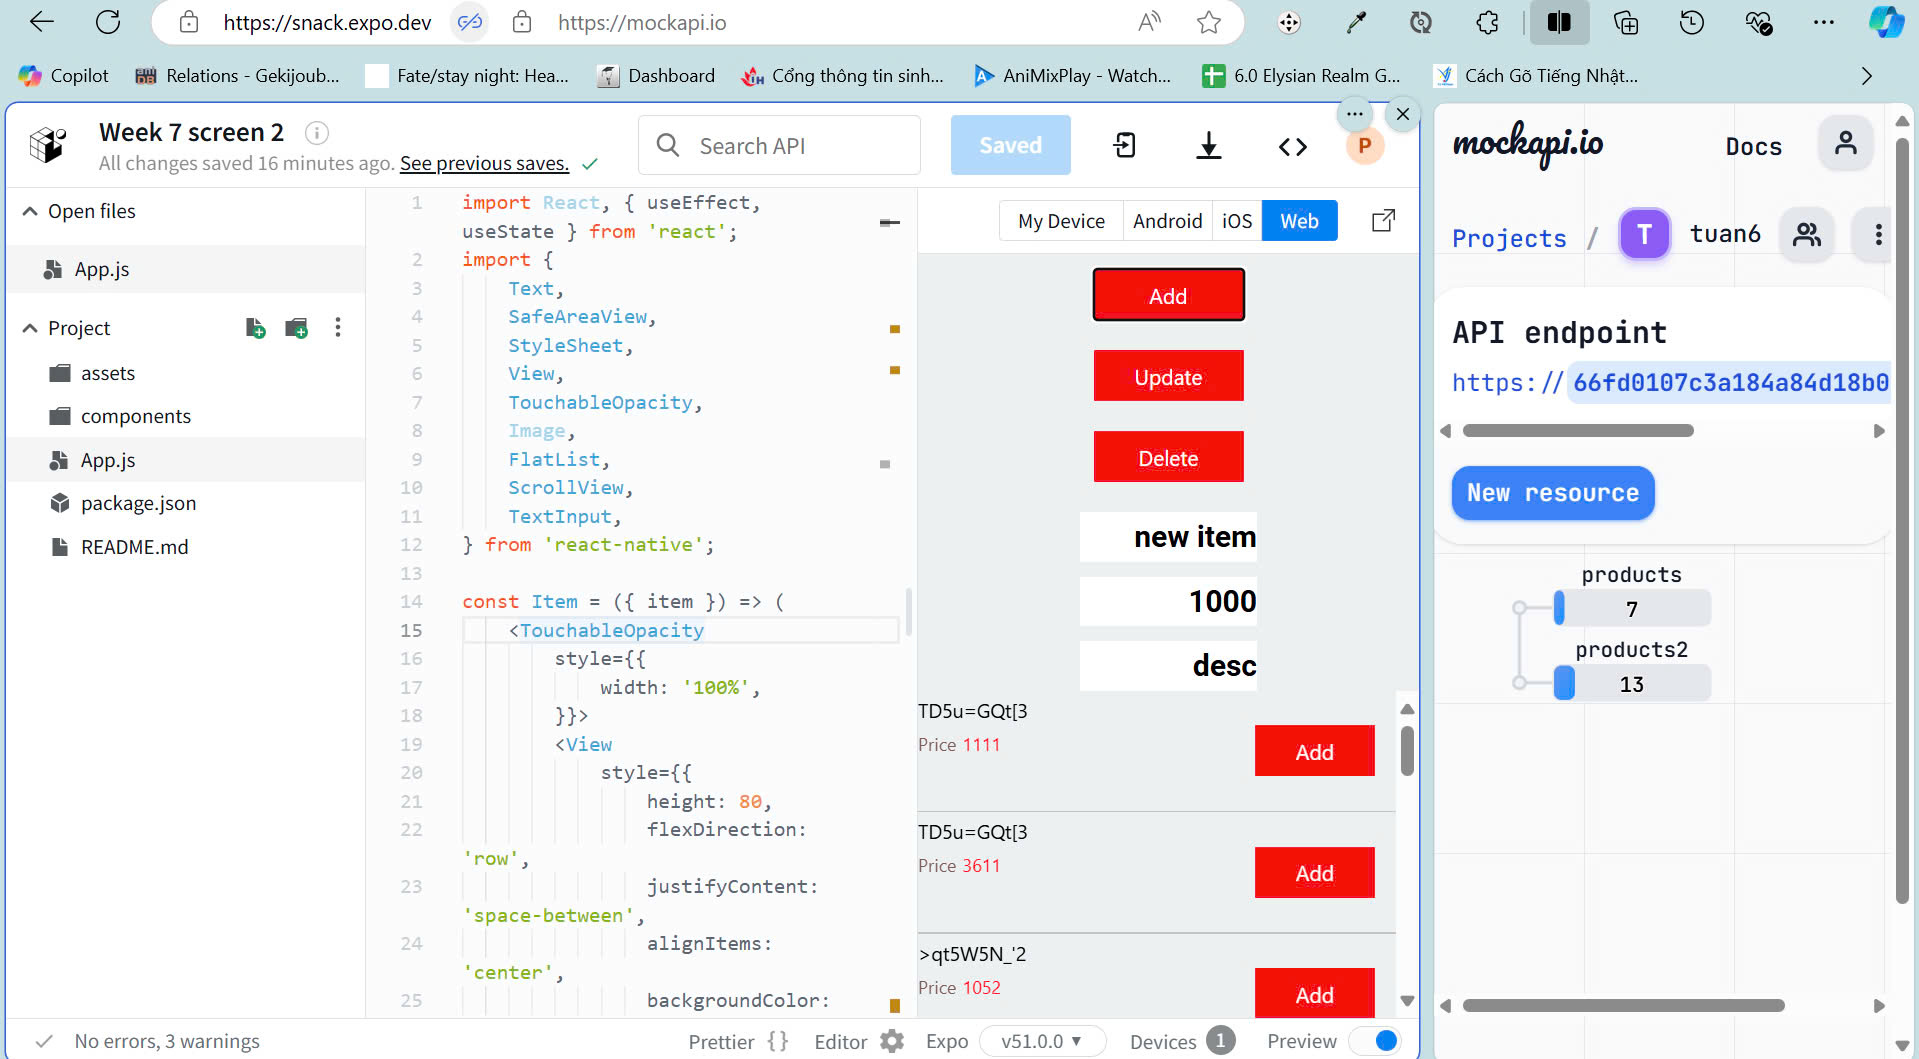 https://snack.expo.dev
https://mockapi.io
Copilot
Relations - Gekijoub...
Fate/stay night: Hea...
Dashboard
Cổng thông tin sinh...
AniMixPlay - Watch...
6.0 Elysian Realm G...
Cách Gõ Tiếng Nhật...
Week 7 screen 2
All changes saved 16 minutes ago. See previous saves.
Search API
Saved
P
Open files
App.js
Project
assets
components
App.js
package.json
README.md
1 import React, { useEffect,
useState } from 'react';
2 import {
3 Text,
4 SafeAreaView,
5 StyleSheet,
6 View,
7 TouchableOpacity,
8 Image,
9 FlatList,
10 ScrollView,
11 TextInput,
12 } from 'react-native';
13
14 const Item = ({ item }) => (
15 <TouchableOpacity
16 style={{
17 width: '100%',
18 }}>
19 <View
20 style={{
21 height: 80,
22 flexDirection:
'row',
23 justifyContent:
'space-between',
24 alignItems:
'center',
25 backgroundColor:
My Device
Android
iOS
Web
Add
Update
Delete
new item
1000
desc
TD5u=GQt[3
Price 1111
Add
TD5u=GQt[3
Price 3611
Add
>qt5W5N_'2
Price 1052
Add
No errors, 3 warnings
Prettier { }
Editor
Expo
v51.0.0
Devices 1
Preview
mockapi.io
Docs
Projects / T tuan6
API endpoint
https://66fd0107c3a184a84d18b0
New resource
products
7
products2
13